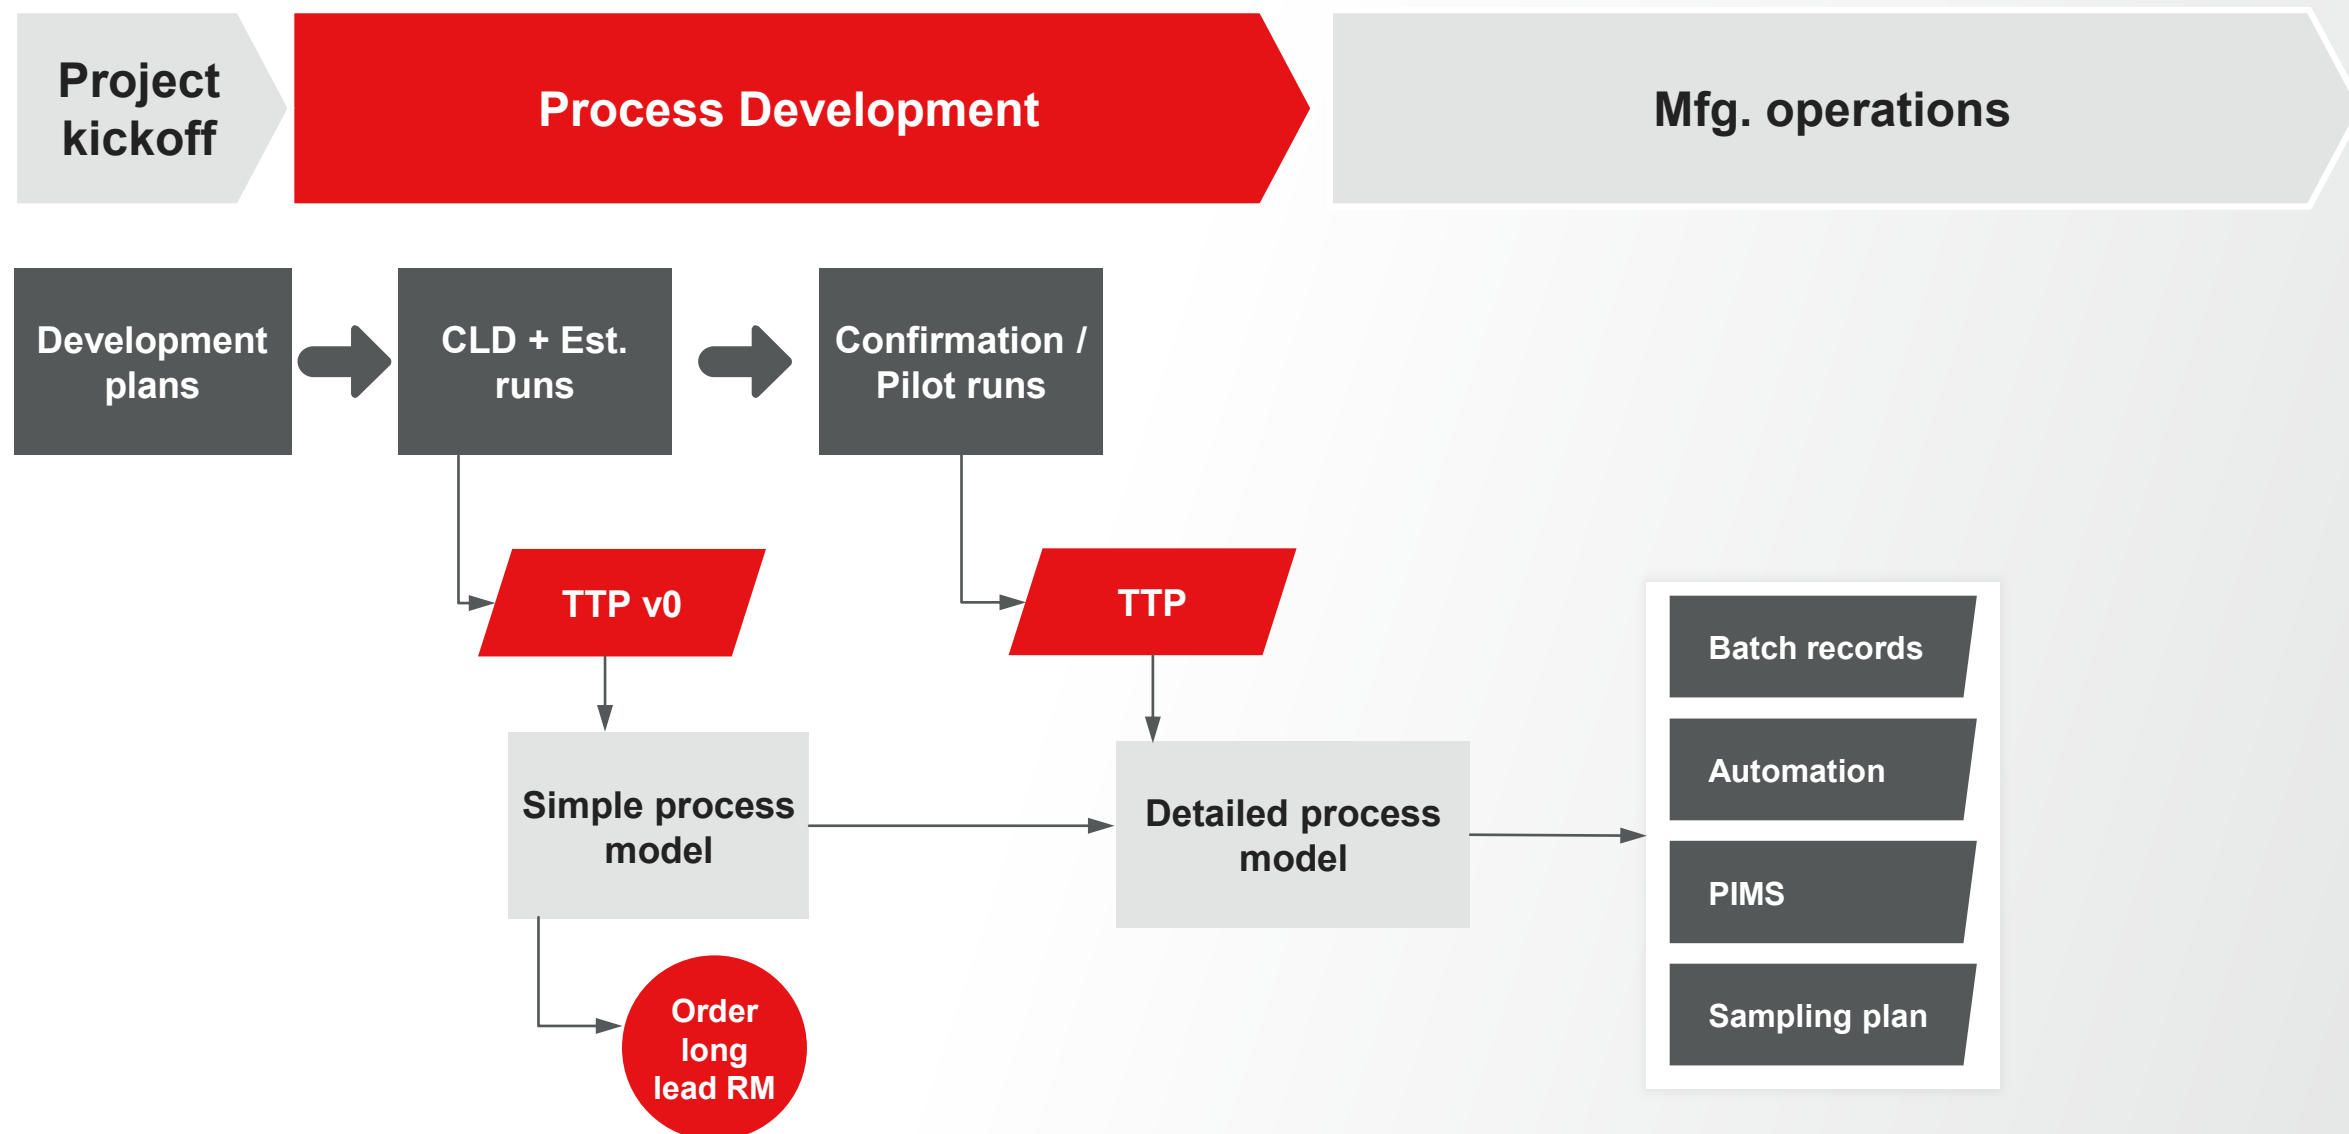 Project
kickoff
Process Development
Mfg. operations
Development
plans
CLD + Est.
runs
Confirmation /
Pilot runs
TTP v0
TTP
Simple process
model
Detailed process
model
Order
long
lead RM
Batch records
Automation
PIMS
Sampling plan